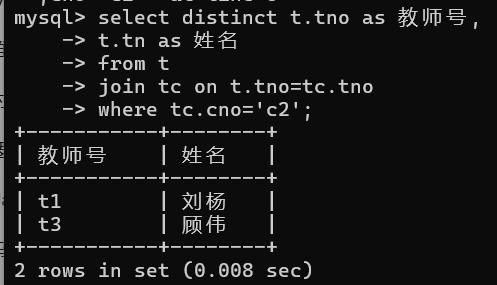 mysql> select distinct t.tno as 教师号,
    -> t.tn as 姓名
    -> from t
    -> join tc on t.tno=tc.tno
    -> where tc.cno='c2';
+-----------+--------+
| 教师号    | 姓名   |
+-----------+--------+
| t1        | 刘杨   |
| t3        | 顾伟   |
+-----------+--------+
2 rows in set (0.008 sec)